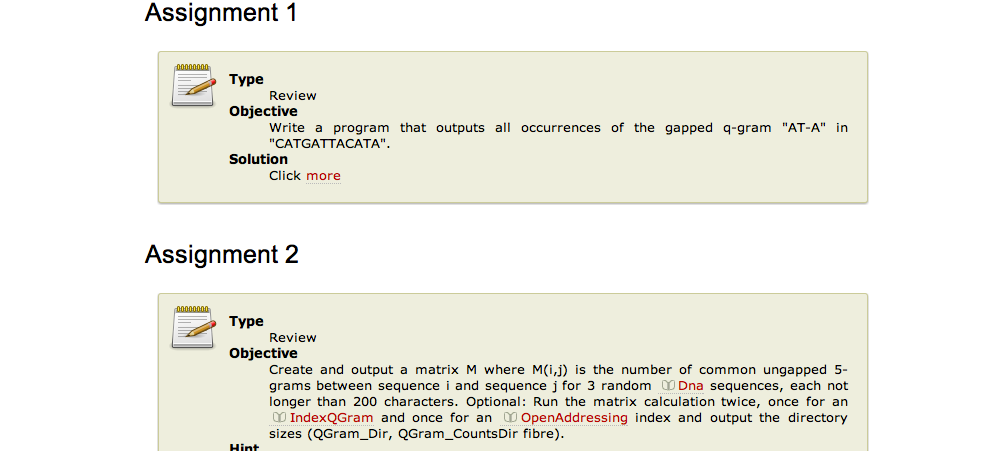 Assignment 1
Type
Review
Objective
Write a program that outputs all occurrences of the gapped q-gram "AT-A" in
"CATGATTACATA".
Solution
Click more
Assignment 2
Type
Review
Objective
Create and output a matrix M where M(i,j) is the number of common ungapped 5-
grams between sequence i and sequence j for 3 random Dna sequences, each not
longer than 200 characters. Optional: Run the matrix calculation twice, once for an
IndexQGram and once for an OpenAddressing index and output the directory
sizes (QGram_Dir, QGram_CountsDir fibre).
Hint